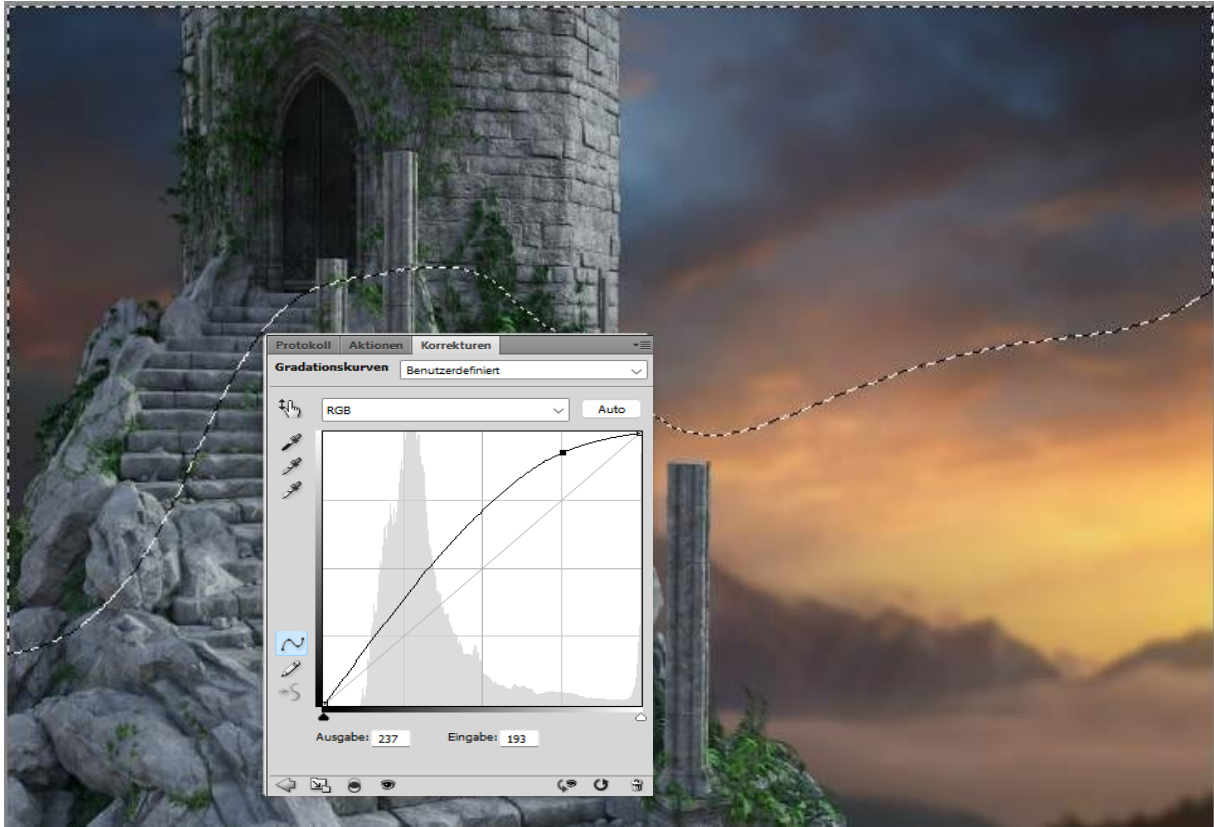 Protokoll Aktionen Korrekturen
Gradationskurven Benutzerdefiniert
RGB Auto
Ausgabe: 237 Eingabe: 193